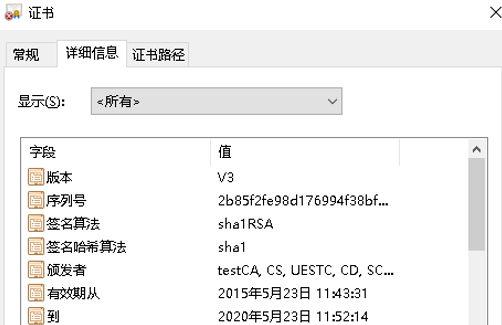 证书
常规 详细信息 证书路径
显示(S): <所有>
字段 值
版本 V3
序列号 2b85f2fe98d176994f38bf...
签名算法 sha1RSA
签名哈希算法 sha1
颁发者 testCA, CS, UESTC, CD, SC...
有效期从 2015年5月23日 11:43:31
到 2020年5月23日 11:52:14